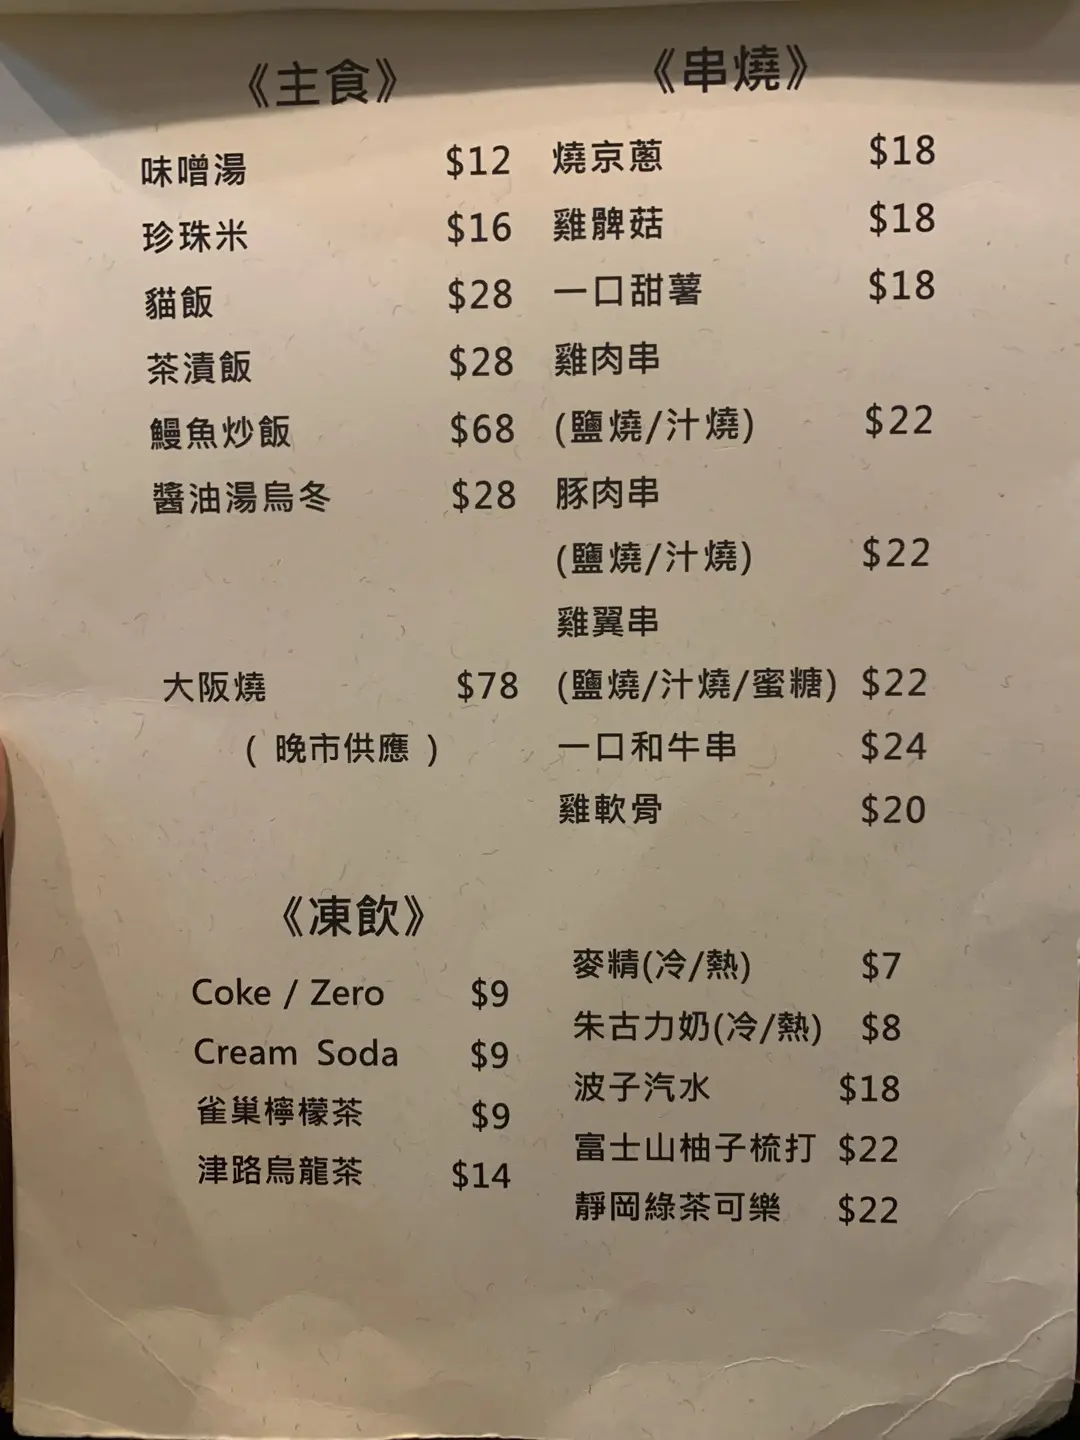 《主食》
味噌湯 $12
珍珠米 $16
貓飯 $28
茶漬飯 $28
鰻魚炒飯 $68
醬油湯烏冬 $28
大阪燒 $78
( 晚市供應 )
《串燒》
燒京蔥 $18
雞髀菇 $18
一口甜薯 $18
雞肉串
(鹽燒/汁燒) $22
豚肉串
(鹽燒/汁燒) $22
雞翼串
(鹽燒/汁燒/蜜糖) $22
一口和牛串 $24
雞軟骨 $20
《凍飲》
Coke / Zero $9
Cream Soda $9
雀巢檸檬茶 $9
津路烏龍茶 $14
麥精(冷/熱) $7
朱古力奶(冷/熱) $8
波子汽水 $18
富士山柚子梳打 $22
靜岡綠茶可樂 $22